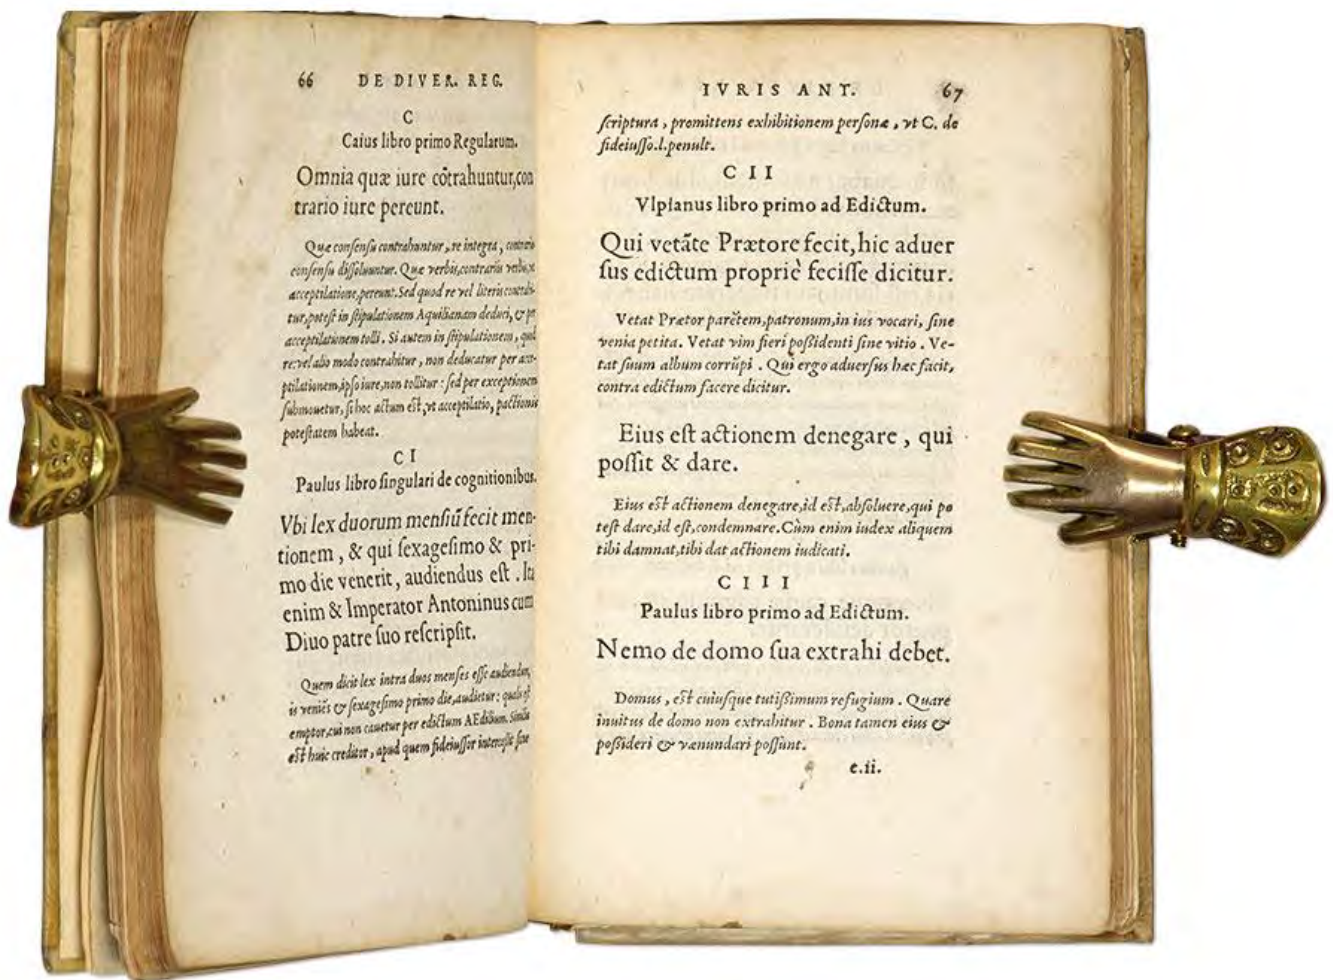 66 DE DIVER. REG.
C
Caius libro primo Regularum.
Omnia quæ iure cõtrahuntur,con
trario iure pereunt.
Quæ consensu contrahuntur, re integra, contrario
consensu dissoluuntur. Quæ verbis,contrariis verbis,vt
acceptilatione,pereunt. Sed quod re vel literis contrahi-
tur,potest in stipulationem Aquilianam deduci, & per
acceptilationem tolli. Si autem in stipulationem, quod
re:vel alio modo contrahitur, non deducatur per acce-
ptilationem,ipso iure,non tollitur: sed per exceptionem
submouetur, si hoc actum est,vt acceptilatio, pactionis
potestatem habeat.
CI
Paulus libro singulari de cognitionibus.
Vbi lex duorum mensiũ fecit men-
tionem, & qui sexagesimo & pri-
mo die venerit, audiendus est. Ita
enim & Imperator Antoninus cum
Diuo patre suo rescripsit.
Quem dicit lex intra duos menses esse audiendum,
is veniẽs & sexagesimo primo die,audietur: qualis est
emptor,cui non cauetur per edictum AEdilium. Similis
est huic creditor, apud quem fideiussor intercessit sine
IVRIS ANT. 67
scriptura, promittens exhibitionem personæ, vt C. de
fideiusso.l.penult.
CII
Vlpianus libro primo ad Edictum.
Qui vetãte Prætore fecit,hic aduer
sus edictum propriè fecisse dicitur.
Vetat Prætor parẽtem,patronum,in ius vocari, sine
venia petita. Vetat vim fieri possidenti sine vitio. Ve-
tat suum album corrũpi. Qui ergo aduersus hæc facit,
contra edictum facere dicitur.
Eius est actionem denegare, qui
possit & dare.
Eius est actionem denegare,id est,absoluere,qui po
test dare,id est,condemnare. Cùm enim iudex aliquem
tibi damnat,tibi dat actionem iudicati.
CIII
Paulus libro primo ad Edictum.
Nemo de domo sua extrahi debet.
Domus, est cuiusque tutissimum refugium. Quare
inuitus de domo non extrahitur. Bona tamen eius &
possideri & vænundari possunt.
e.ii.